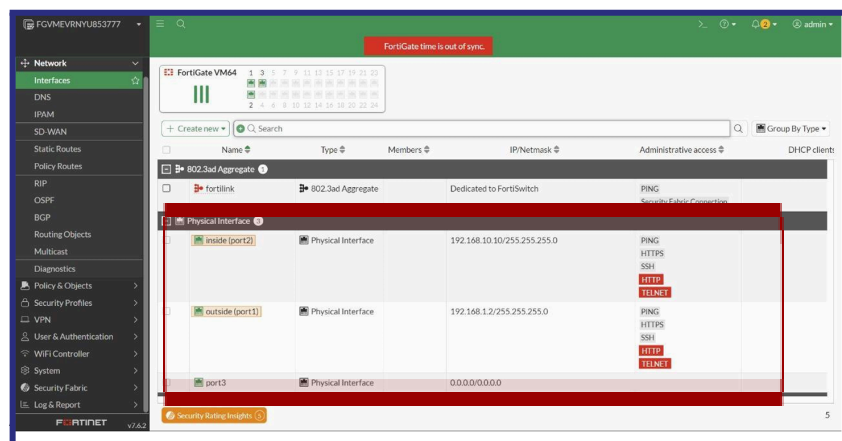 FGVMEVRNYU853777
admin
2
FortiGate time is out of sync.
Network
Interfaces
DNS
IPAM
SD-WAN
Static Routes
Policy Routes
RIP
OSPF
BGP
Routing Objects
Multicast
Diagnostics
Policy & Objects
Security Profiles
VPN
User & Authentication
WiFi Controller
System
Security Fabric
Log & Report
FORTINET v7.6.2
FortiGate VM64
1 3 5 7 9 11 13 15 17 19 21 23
2 4 6 8 10 12 14 16 18 20 22 24
+ Create new
Search
Group By Type
Name Type Members IP/Netmask Administrative access DHCP clients
802.3ad Aggregate 1
fortilink 802.3ad Aggregate Dedicated to FortiSwitch PING
Security Fabric Connection
Physical Interface 3
inside (port2) Physical Interface 192.168.10.10/255.255.255.0 PING
HTTPS
SSH
HTTP
TELNET
outside (port1) Physical Interface 192.168.1.2/255.255.255.0 PING
HTTPS
SSH
HTTP
TELNET
port3 Physical Interface 0.0.0.0/0.0.0.0
Security Rating Insights 5
5